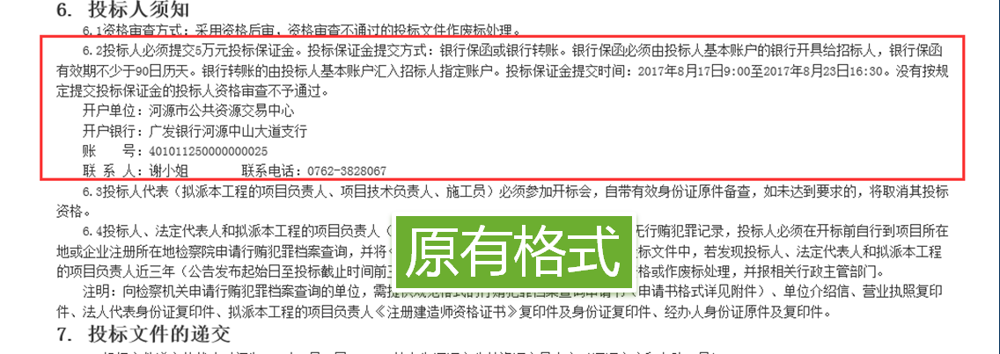 6. 投标人须知
6.1资格审查方式：采用资格后审，资格审查不通过的投标文件作废标处理。
6.2投标人必须提交5万元投标保证金。投标保证金提交方式：银行保函或银行转账。银行保函必须由投标人基本账户的银行开具给招标人，银行保函
有效期不少于90日历天。银行转账的由投标人基本账户汇入招标人指定账户。投标保证金提交时间：2017年8月17日9:00至2017年8月23日16:30。没有按规
定提交投标保证金的投标人资格审查不予通过。
开户单位：河源市公共资源交易中心
开户银行：广发银行河源中山大道支行
账 号：401011250000000025
联 系 人：谢小姐 联系电话：0762-3828067
6.3投标人代表（拟派本工程的项目负责人、项目技术负责人、施工员）必须参加开标会，自带有效身份证原件备查，如未达到要求的，将取消其投标
资格。
6.4投标人、法定代表人和拟派本工程的项目负责人（ 无行贿犯罪记录，投标人必须在开标前自行到项目所在
地或企业注册所在地检察院申请行贿犯罪档案查询，并将《 投标文件中，若发现投标人、法定代表人和拟派本工程
原有格式
的项目负责人近三年（公告发布起始日至投标截止时间前三 格或作废标处理，并报相关行政主管部门。
注明：向检察机关申请行贿犯罪档案查询的单位，需提供规范格式的行贿犯罪档案查询申请书（申请书格式详见附件）、单位介绍信、营业执照复印
件、法人代表身份证复印件、拟派本工程的项目负责人《注册建造师资格证书》复印件及身份证复印件、经办人身份证原件及复印件。
7. 投标文件的递交